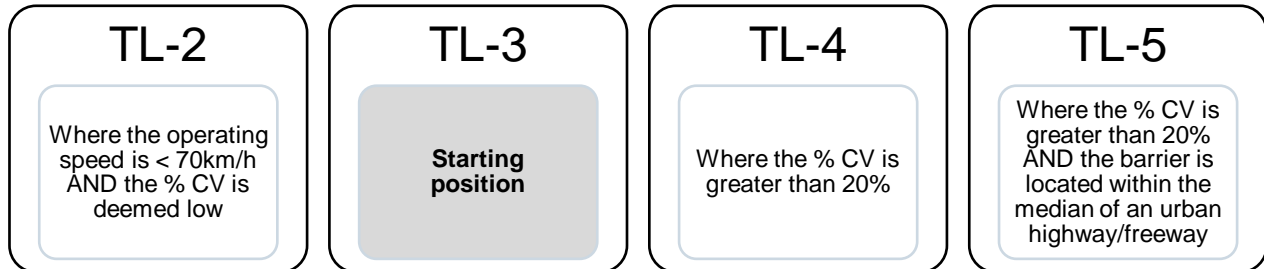 TL-2
Where the operating
speed is < 70km/h
AND the % CV is
deemed low
TL-3
Starting
position
TL-4
Where the % CV is
greater than 20%
TL-5
Where the % CV is
greater than 20%
AND the barrier is
located within the
median of an urban
highway/freeway